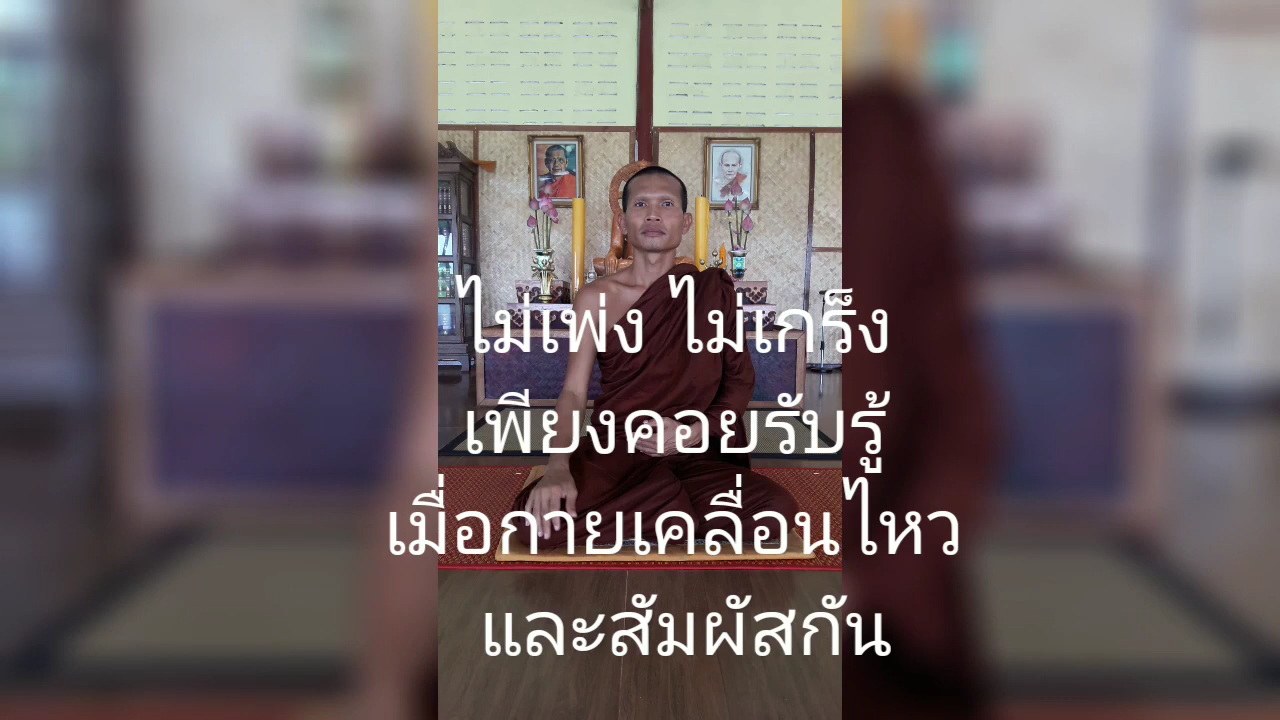 ไม่เพ่ง ไม่เกร็ง
เพียงคอยรับรู้
เมื่อกายเคลื่อนไหว
และสัมผัสกัน